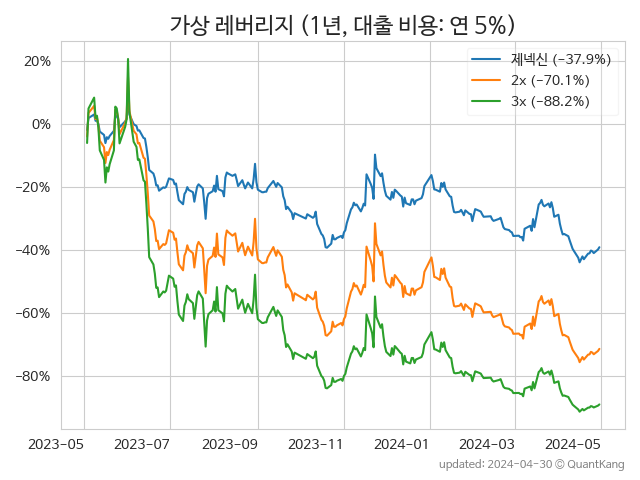 가상 레버리지 (1년, 대출 비용: 연 5%)
제넥신 (−37.9%)
2x (−70.1%)
3x (−88.2%)
20%
0%
−20%
−40%
−60%
−80%
2023−05 2023−07 2023−09 2023−11 2024−01 2024−03 2024−05
updated: 2024-04-30 © QuantKang